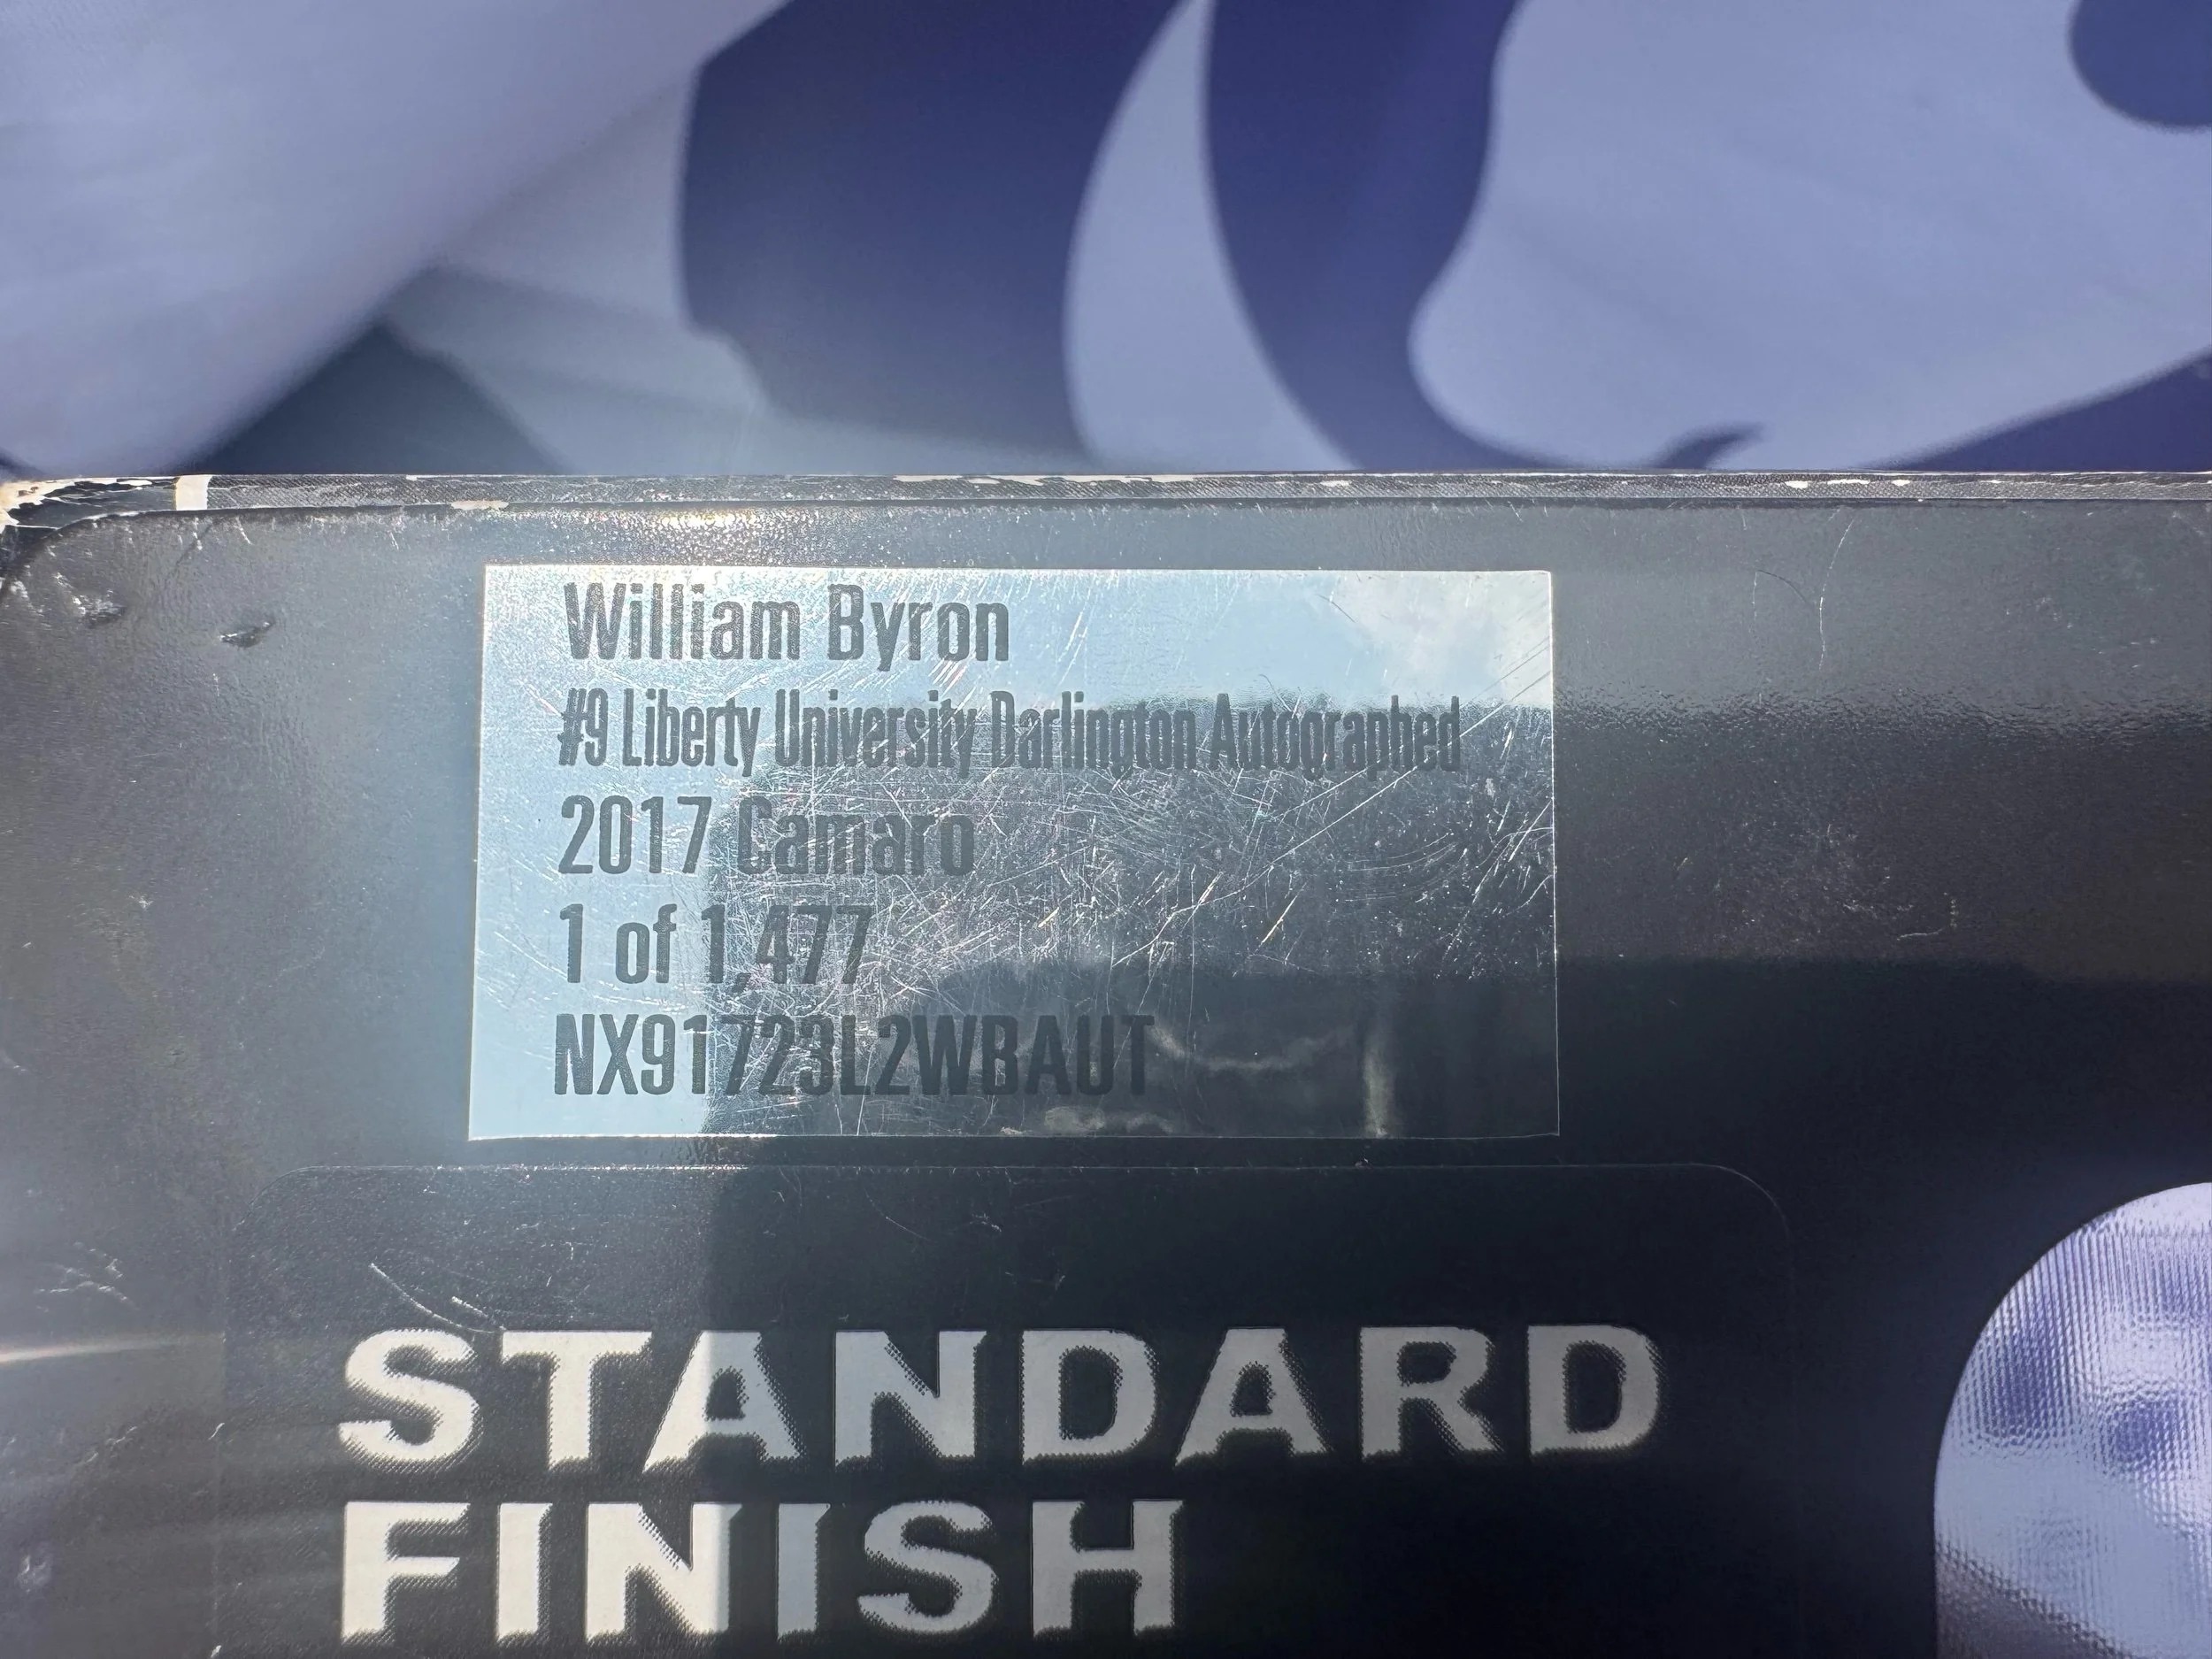 William Byron
#9 Liberty University Darlington Autographed
2017 Camaro
1 of 1,477
NX91723L2WBAUT
STANDARD
FINISH